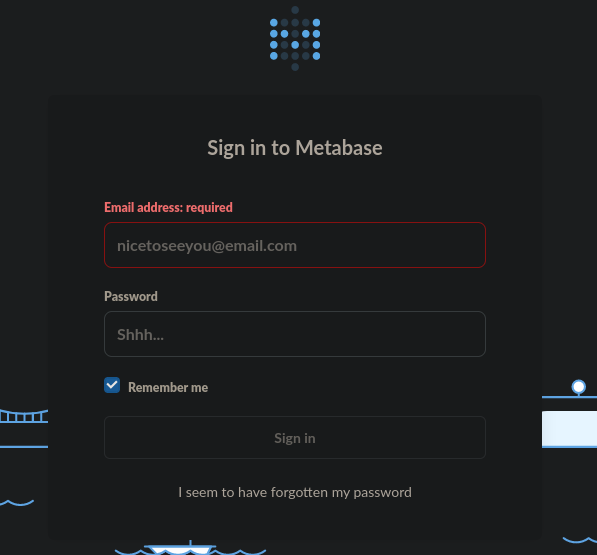 Sign in to Metabase
Email address: required
nicetoseeyou@email.com
Password
Shhh...
Remember me
Sign in
I seem to have forgotten my password